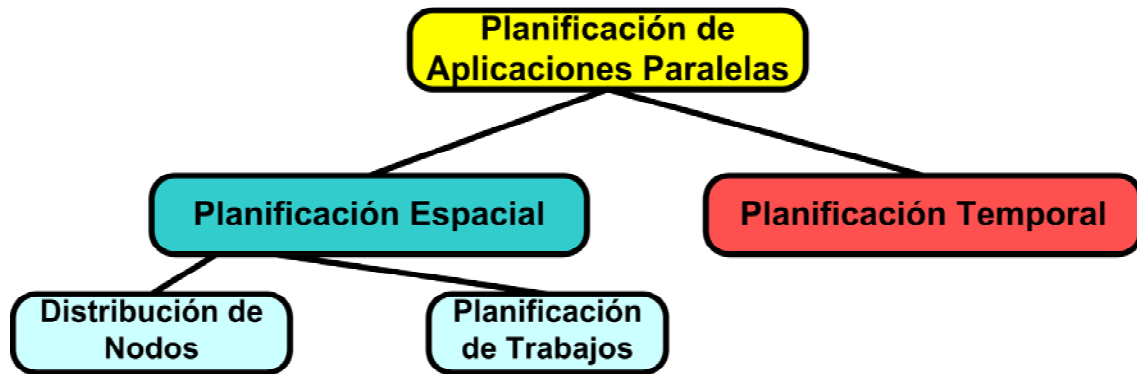 Planificación de
Aplicaciones Paralelas
Planificación Espacial
Planificación Temporal
Distribución de
Nodos
Planificación
de Trabajos